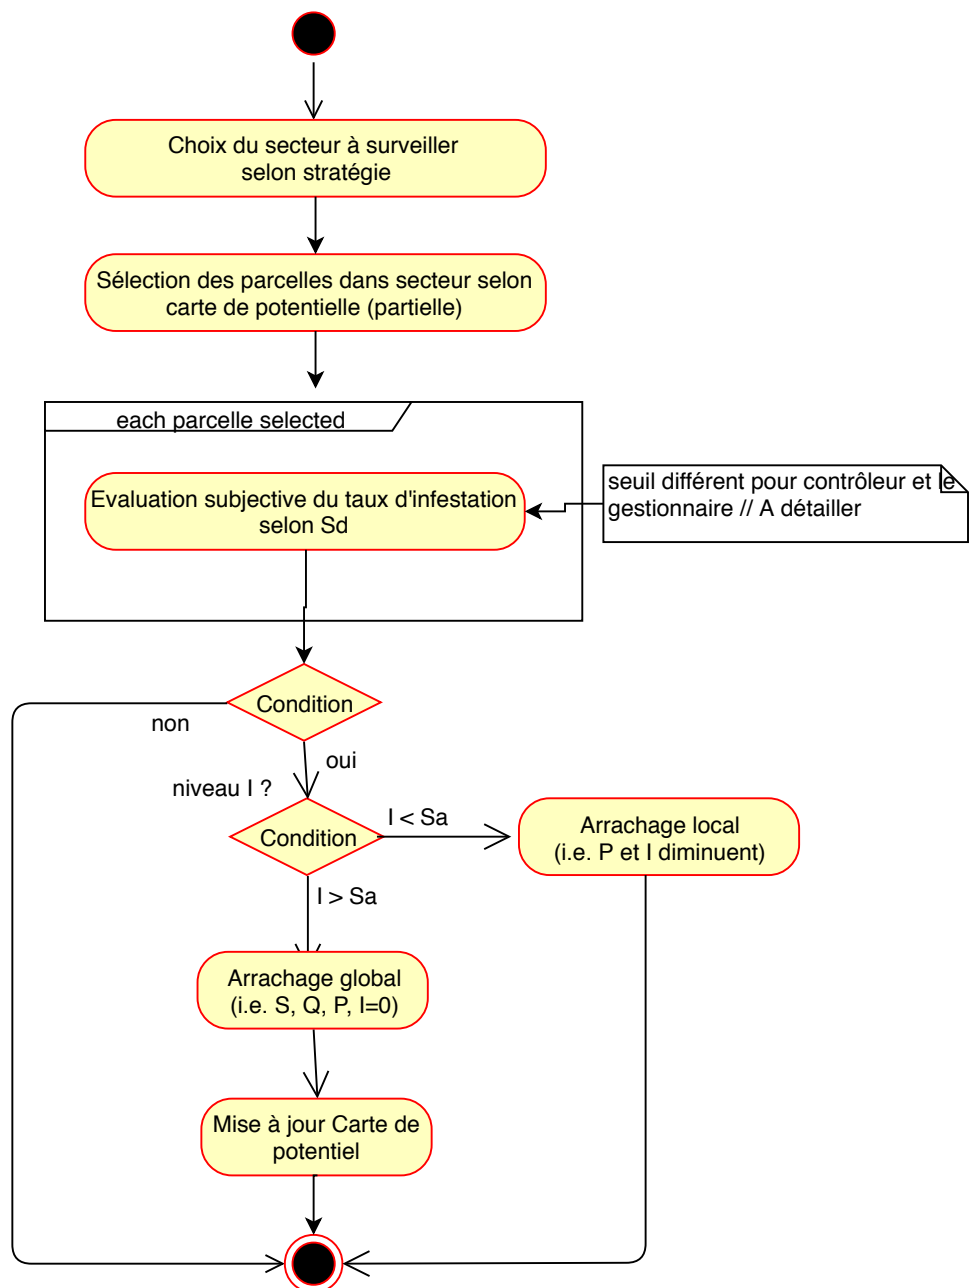 Choix du secteur à surveiller
selon stratégie
Sélection des parcelles dans secteur selon
carte de potentielle (partielle)
each parcelle selected
Evaluation subjective du taux d'infestation
selon Sd
seuil différent pour contrôleur et le
gestionnaire // A détailler
Condition
non
oui
niveau I ?
Condition
I < Sa
Arrachage local
(i.e. P et I diminuent)
I > Sa
Arrachage global
(i.e. S, Q, P, I=0)
Mise à jour Carte de
potentiel